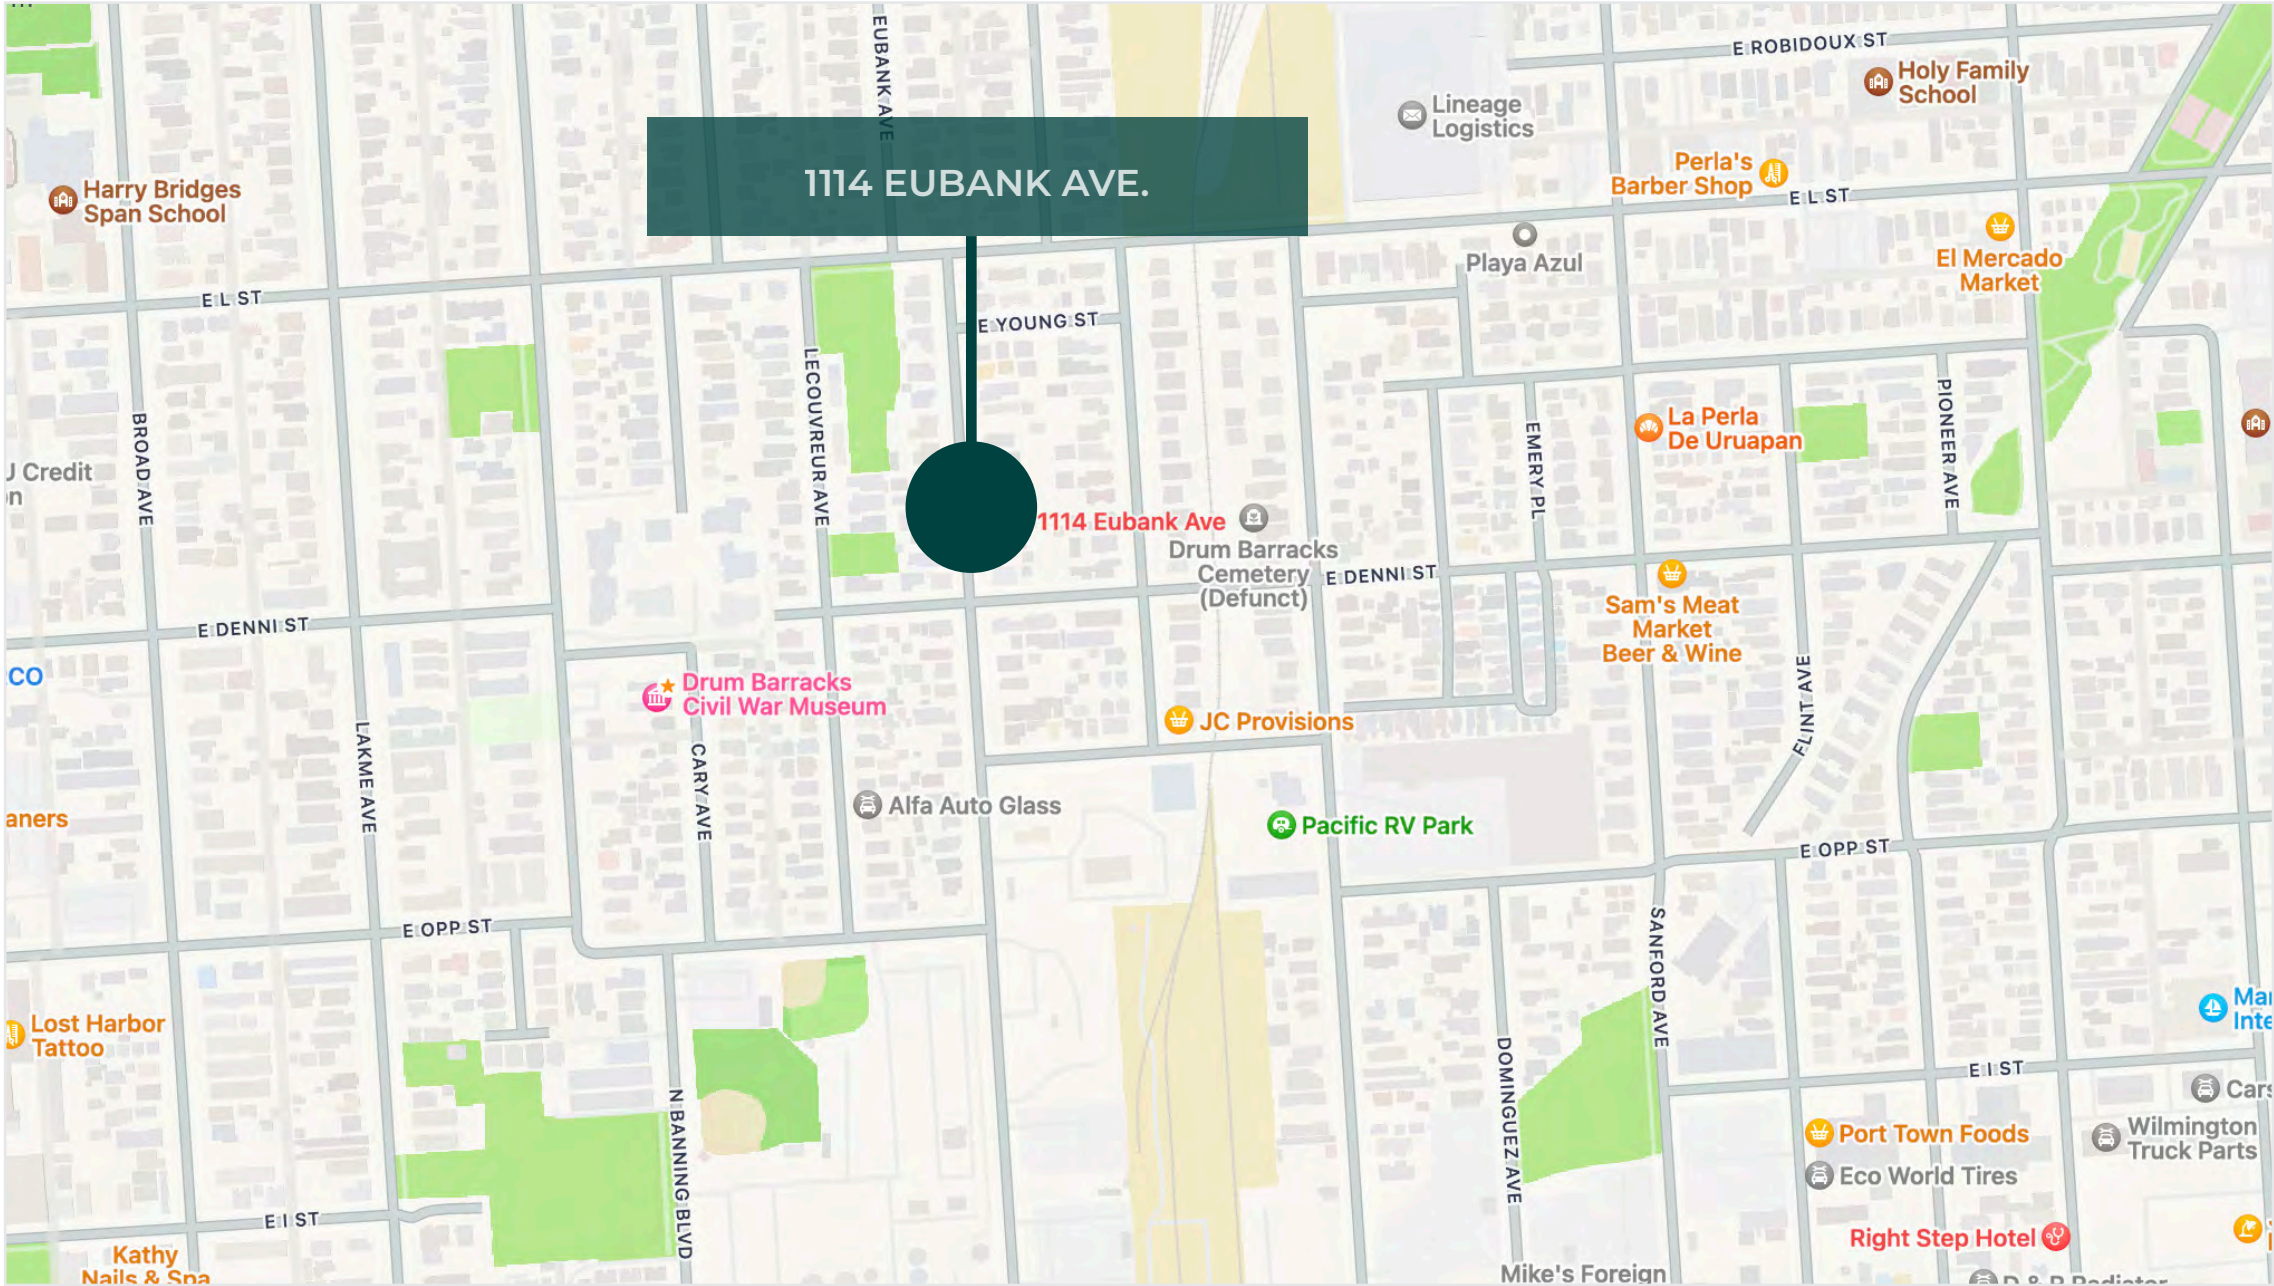 EUBANK AVE
E ROBIDOUX ST
Holy Family
School
Lineage
Logistics
1114 EUBANK AVE.
Perla's
Barber Shop
E L ST
Harry Bridges
Span School
El Mercado
Market
Playa Azul
E L ST
E YOUNG ST
LECOUVREUR AVE
BROAD AVE
PIONEER AVE
La Perla
De Uruapan
EMERY PL
J Credit
n
1114 Eubank Ave
Drum Barracks
Cemetery
(Defunct)
E DENNI ST
E DENNI ST
Sam's Meat
Market
Beer & Wine
CO
Drum Barracks
Civil War Museum
FLINT AVE
JC Provisions
LAKME AVE
CARY AVE
Alfa Auto Glass
aners
Pacific RV Park
E OPP ST
E OPP ST
SANFORD AVE
Lost Harbor
Tattoo
DOMINGUEZ AVE
N BANNING BLVD
E I ST
Port Town Foods
Wilmington
Truck Parts
Eco World Tires
E I ST
Right Step Hotel
Kathy
Nails & Spa
Mike's Foreign